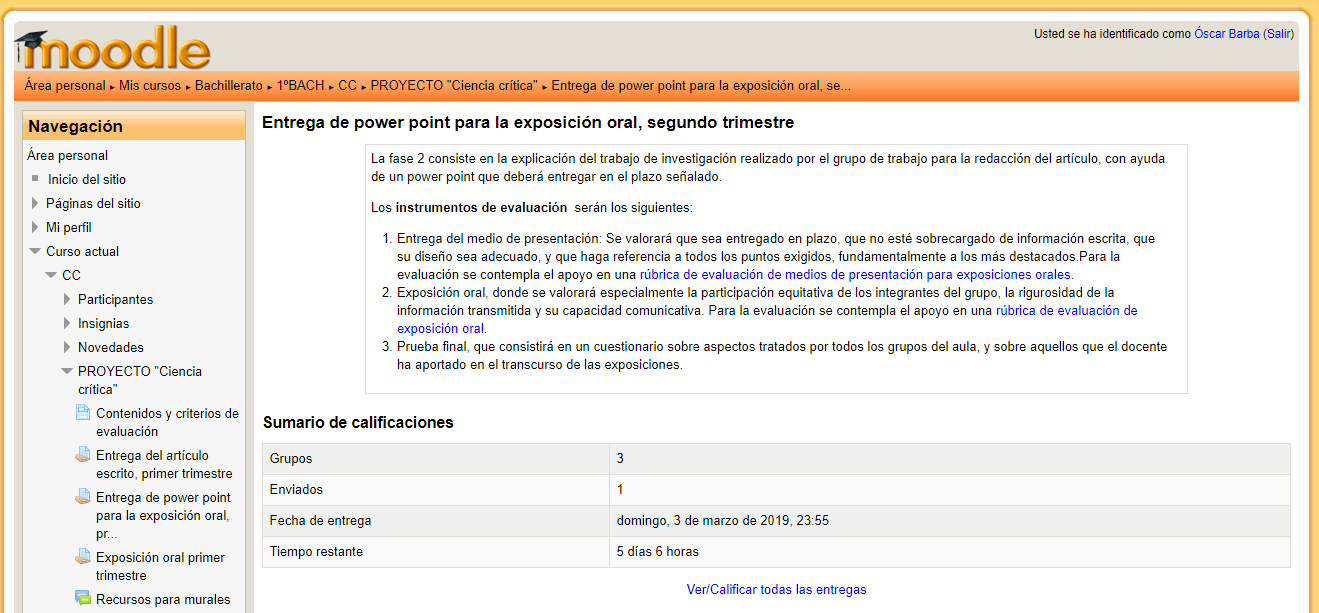 moodle
Usted se ha identificado como Óscar Barba (Salir)
Área personal ▸ Mis cursos ▸ Bachillerato ▸ 1ºBACH ▸ CC ▸ PROYECTO "Ciencia crítica" ▸ Entrega de power point para la exposición oral, se...
Navegación
Área personal
Inicio del sitio
Páginas del sitio
Mi perfil
Curso actual
CC
Participantes
Insignias
Novedades
PROYECTO "Ciencia
crítica"
Contenidos y criterios de
evaluación
Entrega del artículo
escrito, primer trimestre
Entrega de power point
para la exposición oral,
pr...
Exposición oral primer
trimestre
Recursos para murales
Entrega de power point para la exposición oral, segundo trimestre
La fase 2 consiste en la explicación del trabajo de investigación realizado por el grupo de trabajo para la redacción del artículo, con ayuda
de un power point que deberá entregar en el plazo señalado.
Los instrumentos de evaluación serán los siguientes:
1. Entrega del medio de presentación: Se valorará que sea entregado en plazo, que no esté sobrecargado de información escrita, que
su diseño sea adecuado, y que haga referencia a todos los puntos exigidos, fundamentalmente a los más destacados.Para la
evaluación se contempla el apoyo en una rúbrica de evaluación de medios de presentación para exposiciones orales.
2. Exposición oral, donde se valorará especialmente la participación equitativa de los integrantes del grupo, la rigurosidad de la
información transmitida y su capacidad comunicativa. Para la evaluación se contempla el apoyo en una rúbrica de evaluación de
exposición oral.
3. Prueba final, que consistirá en un cuestionario sobre aspectos tratados por todos los grupos del aula, y sobre aquellos que el docente
ha aportado en el transcurso de las exposiciones.
Sumario de calificaciones
Grupos 3
Enviados 1
Fecha de entrega domingo, 3 de marzo de 2019, 23:55
Tiempo restante 5 días 6 horas
Ver/Calificar todas las entregas